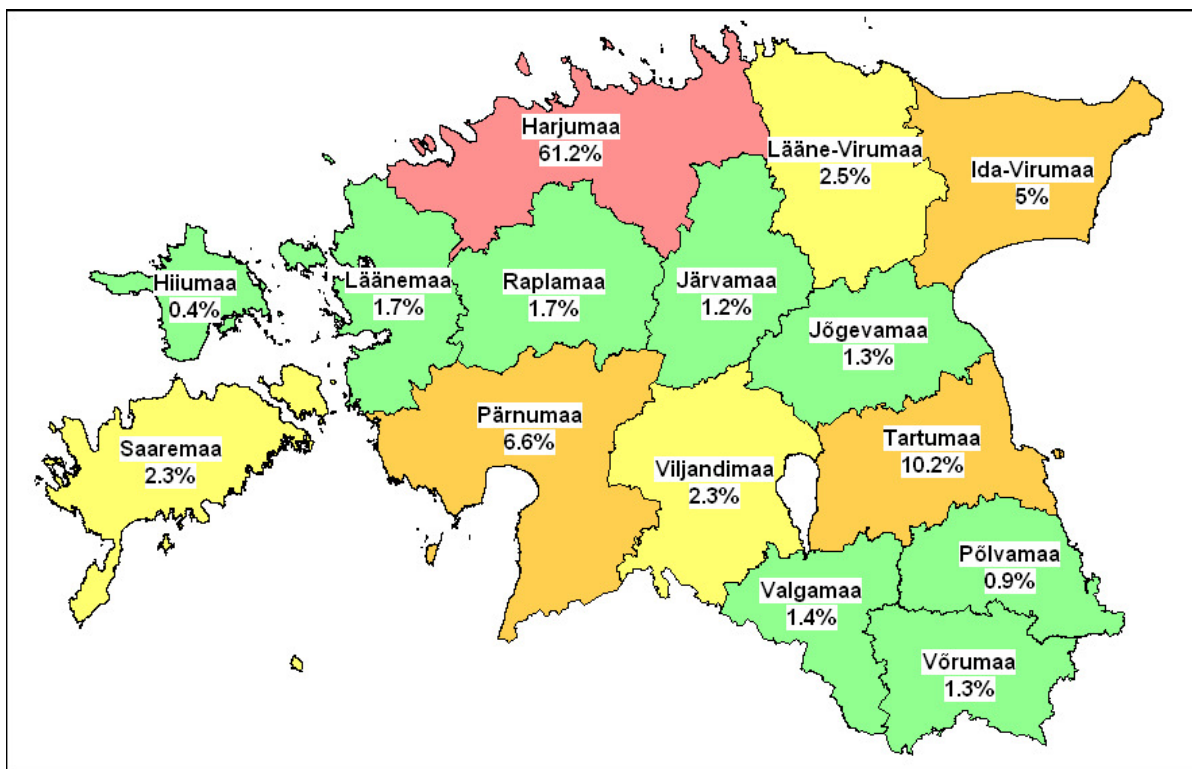 Harjumaa
61.2%
Lääne-Virumaa
2.5%
Ida-Virumaa
5%
Hiiumaa
0.4%
Läänemaa
1.7%
Raplamaa
1.7%
Järvamaa
1.2%
Jõgevamaa
1.3%
Saaremaa
2.3%
Pärnumaa
6.6%
Viljandimaa
2.3%
Tartumaa
10.2%
Valgamaa
1.4%
Põlvamaa
0.9%
Võrumaa
1.3%